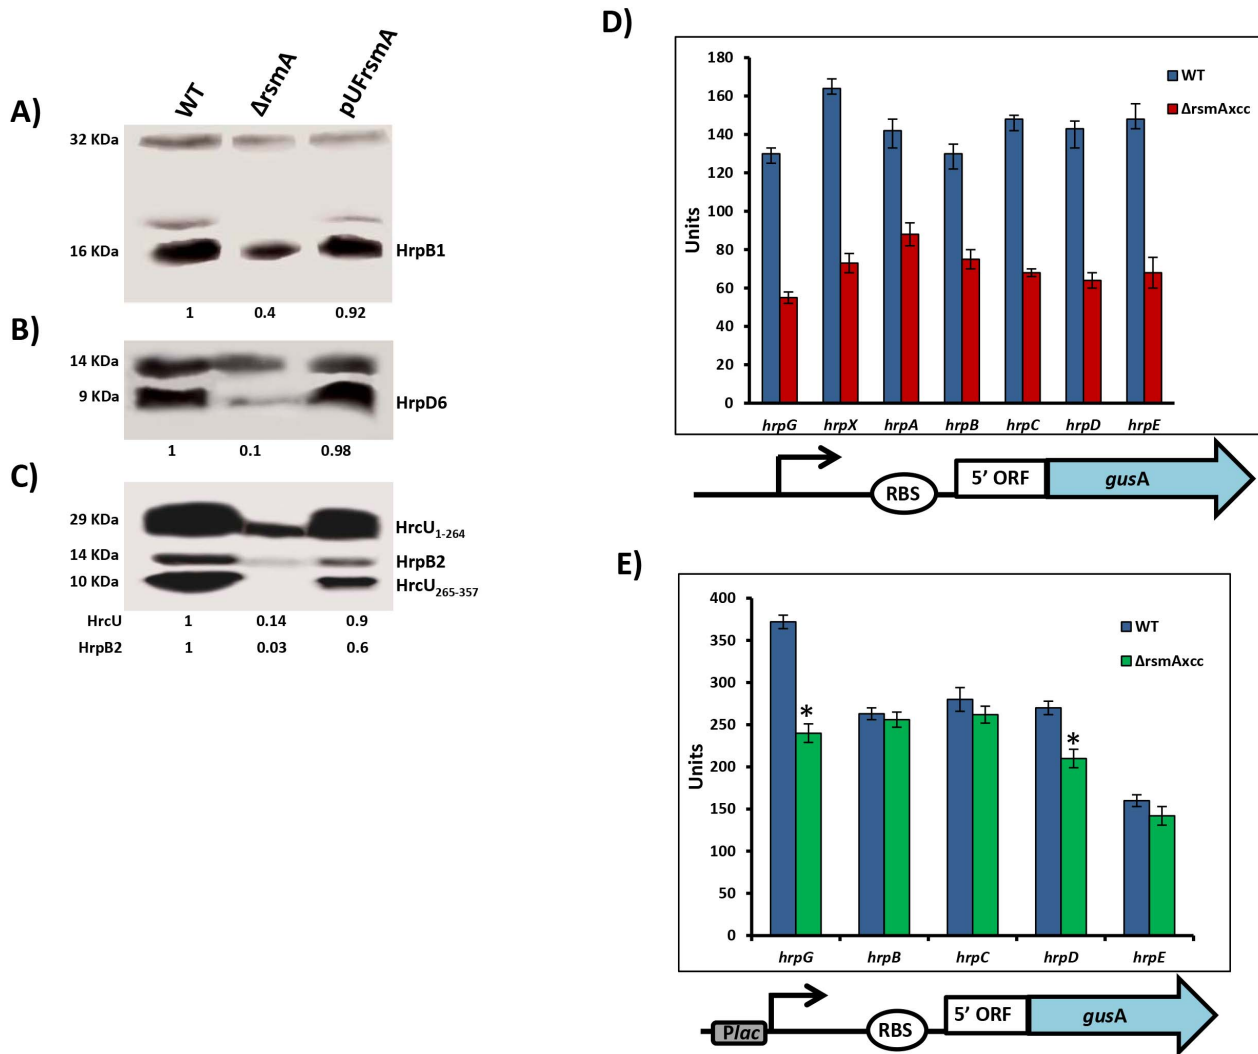 WT ΔrsmA pUFrsmA
A)
32 KDa
16 KDa HrpB1
1 0.4 0.92
B)
14 KDa
9 KDa HrpD6
1 0.1 0.98
C)
29 KDa HrcU1-264
14 KDa HrpB2
10 KDa HrcU265-357
HrcU 1 0.14 0.9
HrpB2 1 0.03 0.6
D)
180
160
140
120
100
80
60
40
20
0
Units
WT
ΔrsmAxcc
hrpG hrpX hrpA hrpB hrpC hrpD hrpE
RBS 5' ORF gusA
E)
400
350
300
250
200
150
100
50
0
Units
WT
ΔrsmAxcc
*
*
hrpG hrpB hrpC hrpD hrpE
Plac RBS 5' ORF gusA